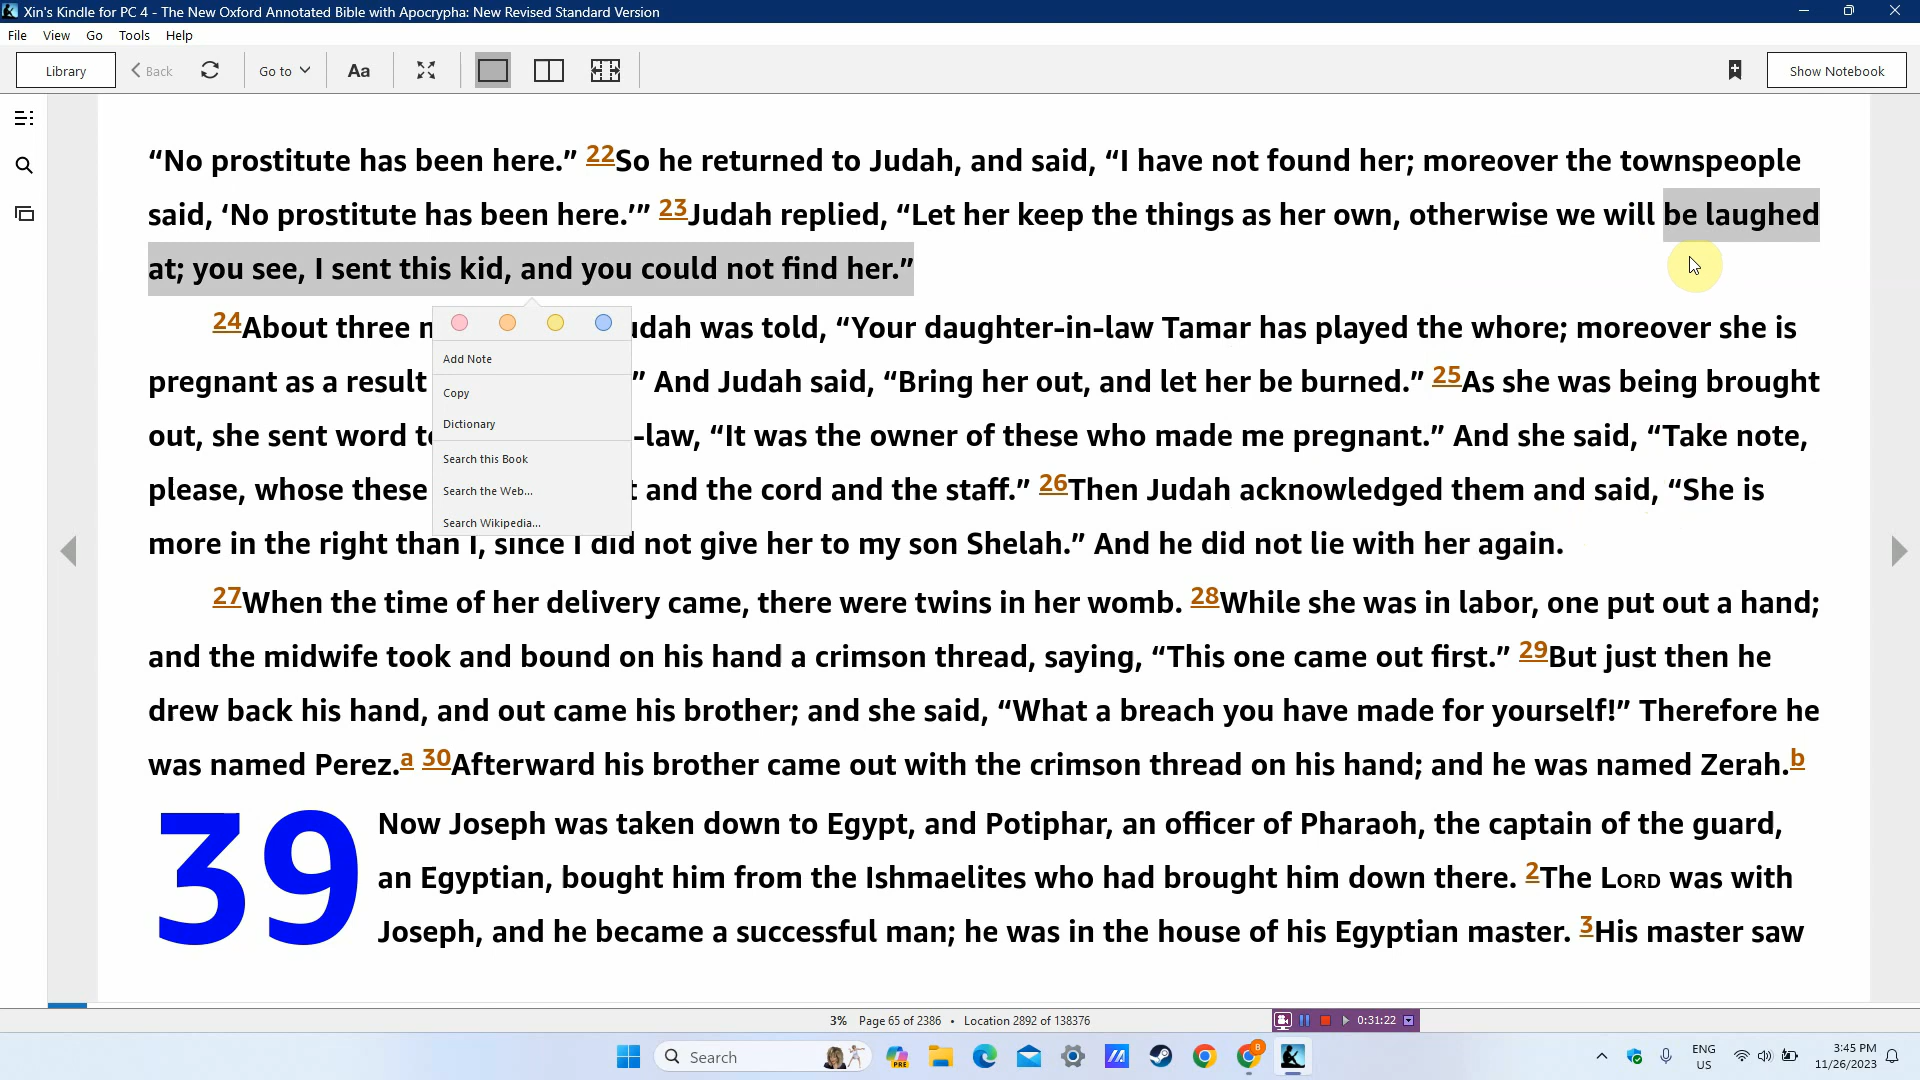 Xin's Kindle for PC 4 - The New Oxford Annotated Bible with Apocrypha: New Revised Standard Version
File View Go Tools Help
Library Back Go to Aa Show Notebook
“No prostitute has been here.” 22So he returned to Judah, and said, “I have not found her; moreover the townspeople
said, ‘No prostitute has been here.’” 23Judah replied, “Let her keep the things as her own, otherwise we will be laughed
at; you see, I sent this kid, and you could not find her.”
24About three udah was told, “Your daughter-in-law Tamar has played the whore; moreover she is
pregnant as a result ” And Judah said, “Bring her out, and let her be burned.” 25As she was being brought
out, she sent word -law, “It was the owner of these who made me pregnant.” And she said, “Take note,
please, whose these and the cord and the staff.” 26Then Judah acknowledged them and said, “She is
more in the right than I, since I did not give her to my son Shelah.” And he did not lie with her again.
Add Note
Copy
Dictionary
Search this Book
Search the Web...
Search Wikipedia...
27When the time of her delivery came, there were twins in her womb. 28While she was in labor, one put out a hand;
and the midwife took and bound on his hand a crimson thread, saying, “This one came out first.” 29But just then he
drew back his hand, and out came his brother; and she said, “What a breach you have made for yourself!” Therefore he
was named Perez.a 30Afterward his brother came out with the crimson thread on his hand; and he was named Zerah.b
39 Now Joseph was taken down to Egypt, and Potiphar, an officer of Pharaoh, the captain of the guard,
an Egyptian, bought him from the Ishmaelites who had brought him down there. 2The LORD was with
Joseph, and he became a successful man; he was in the house of his Egyptian master. 3His master saw
3% Page 65 of 2386 • Location 2892 of 138376
0:31:22
Search
PRE
ENG
US
3:45 PM
11/26/2023